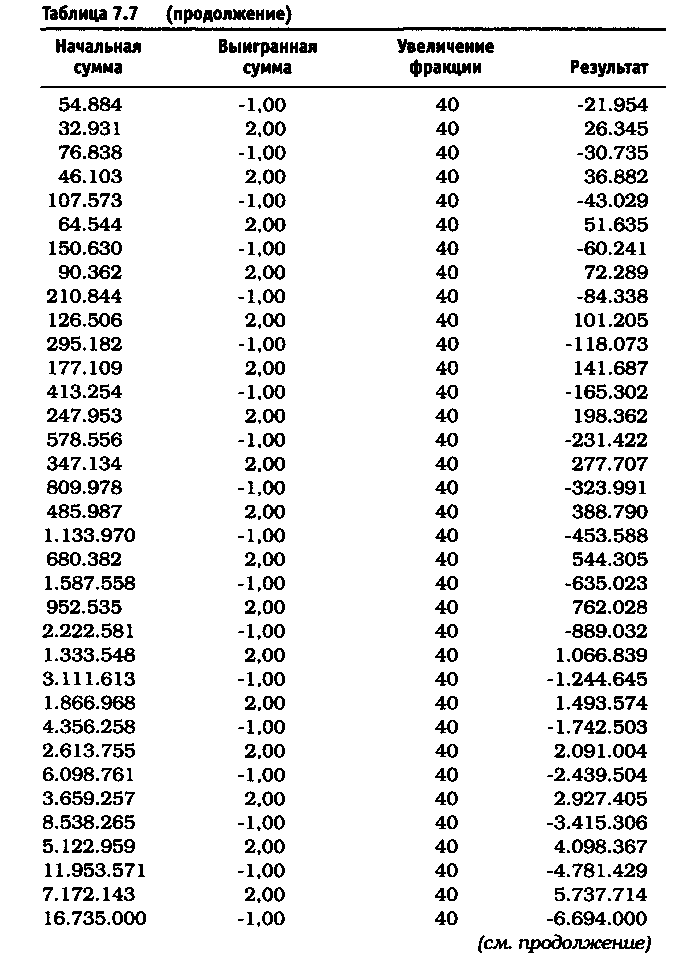 Таблица 7.7 (продолжение)
Начальная сумма Выигранная сумма Увеличение фракции Результат
54.884 -1,00 40 -21.954
32.931 2,00 40 26.345
76.838 -1,00 40 -30.735
46.103 2,00 40 36.882
107.573 -1,00 40 -43.029
64.544 2,00 40 51.635
150.630 -1,00 40 -60.241
90.362 2,00 40 72.289
210.844 -1,00 40 -84.338
126.506 2,00 40 101.205
295.182 -1,00 40 -118.073
177.109 2,00 40 141.687
413.254 -1,00 40 -165.302
247.953 2,00 40 198.362
578.556 -1,00 40 -231.422
347.134 2,00 40 277.707
809.978 -1,00 40 -323.991
485.987 2,00 40 388.790
1.133.970 -1,00 40 -453.588
680.382 2,00 40 544.305
1.587.558 -1,00 40 -635.023
952.535 2,00 40 762.028
2.222.581 -1,00 40 -889.032
1.333.548 2,00 40 1.066.839
3.111.613 -1,00 40 -1.244.645
1.866.968 2,00 40 1.493.574
4.356.258 -1,00 40 -1.742.503
2.613.755 2,00 40 2.091.004
6.098.761 -1,00 40 -2.439.504
3.659.257 2,00 40 2.927.405
8.538.265 -1,00 40 -3.415.306
5.122.959 2,00 40 4.098.367
11.953.571 -1,00 40 -4.781.429
7.172.143 2,00 40 5.737.714
16.735.000 -1,00 40 -6.694.000
(см. продолжение)